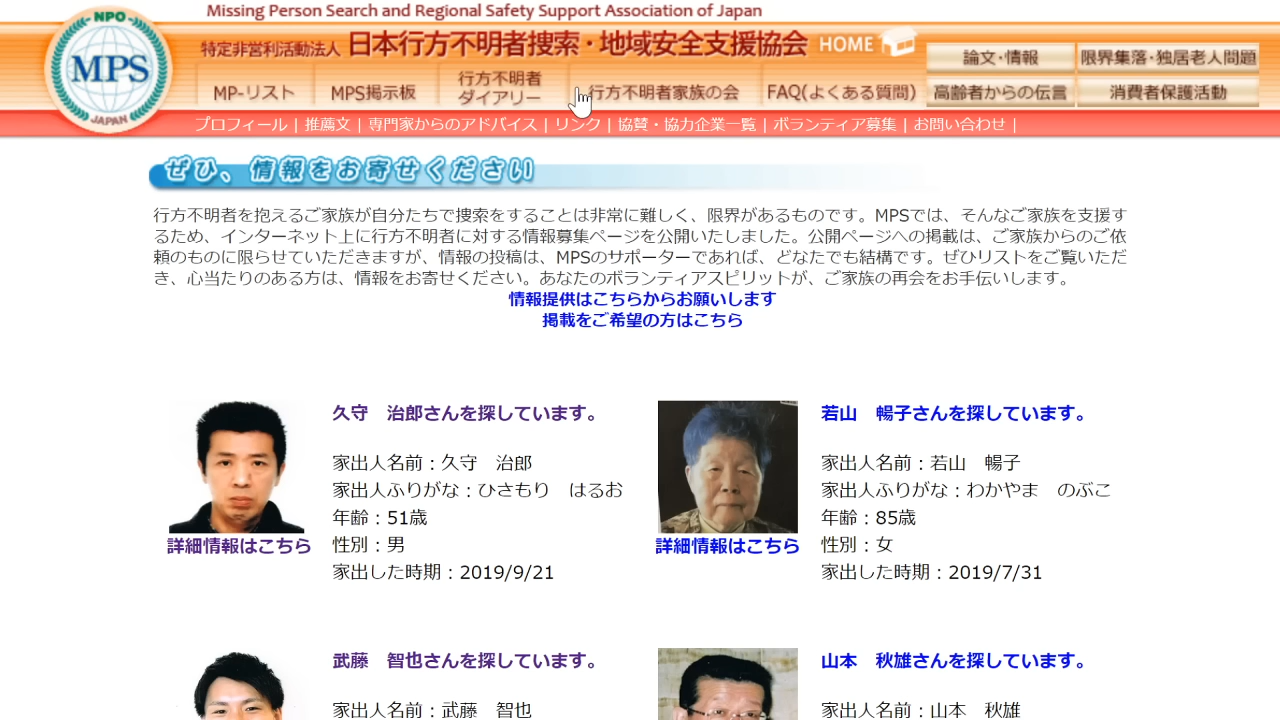 Missing Person Search and Regional Safety Support Association of Japan
NPO
MPS
JAPAN
特定非営利活動法人 日本行方不明者捜索・地域安全支援協会 HOME
論文・情報 限界集落・独居老人問題
MP-リスト MPS掲示板 行方不明者ダイアリー 行方不明者家族の会 FAQ(よくある質問) 高齢者からの伝言 消費者保護活動
プロフィール | 推薦文 | 専門家からのアドバイス | リンク | 協賛・協力企業一覧 | ボランティア募集 | お問い合わせ |
ぜひ、情報をお寄せください
行方不明者を抱えるご家族が自分たちで捜索をすることは非常に難しく、限界があるものです。MPSでは、そんなご家族を支援す
るため、インターネット上に行方不明者に対する情報募集ページを公開いたしました。公開ページへの掲載は、ご家族からのご依
頼のものに限らせていただきますが、情報の投稿は、MPSのサポーターであれば、どなたでも結構です。ぜひリストをご覧いただ
き、心当たりのある方は、情報をお寄せください。あなたのボランティアスピリットが、ご家族の再会をお手伝いします。
情報提供はこちらからお願いします
掲載をご希望の方はこちら
久守　治郎さんを探しています。
家出人名前：久守　治郎
家出人ふりがな：ひさもり　はるお
年齢：51歳
性別：男
家出した時期：2019/9/21
詳細情報はこちら
若山　暢子さんを探しています。
家出人名前：若山　暢子
家出人ふりがな：わかやま　のぶこ
年齢：85歳
性別：女
家出した時期：2019/7/31
詳細情報はこちら
武藤　智也さんを探しています。
家出人名前：武藤　智也
山本　秋雄さんを探しています。
家出人名前：山本　秋雄